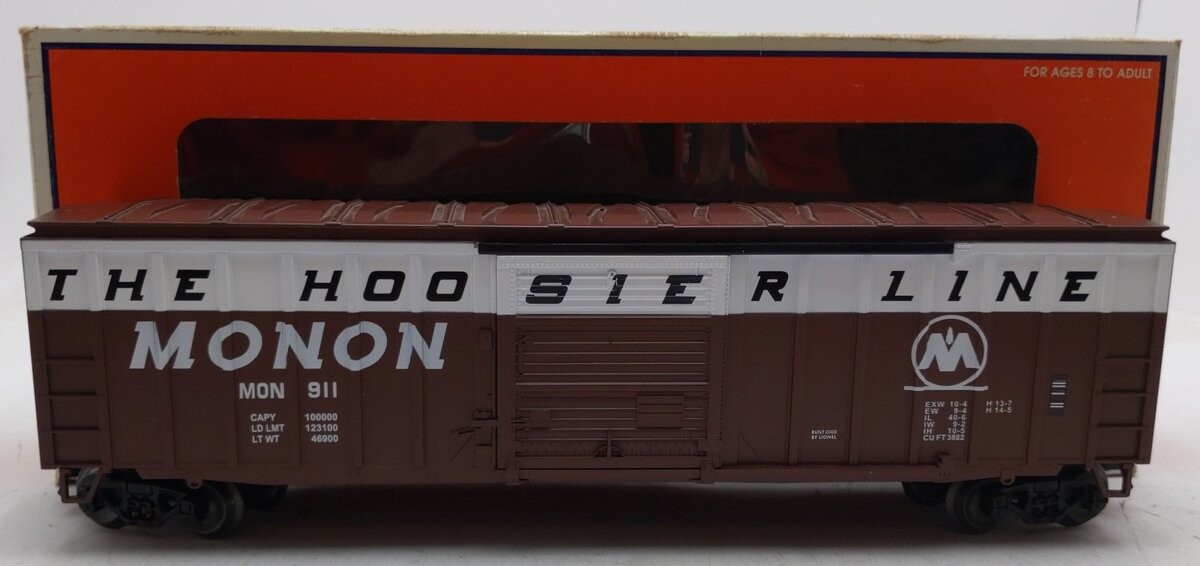 FOR AGES 8 TO ADULT
THE HOOSIER LINE
MONON
MON 911
CAPY 100000
LD LMT 123100
LT WT 46900
BUILT 2000
BY LIONEL
M
EXW 10-4 H 13-7
EW 9-4 H 14-5
IL 40-6
IW 9-2
IH 10-5
CU FT 3882